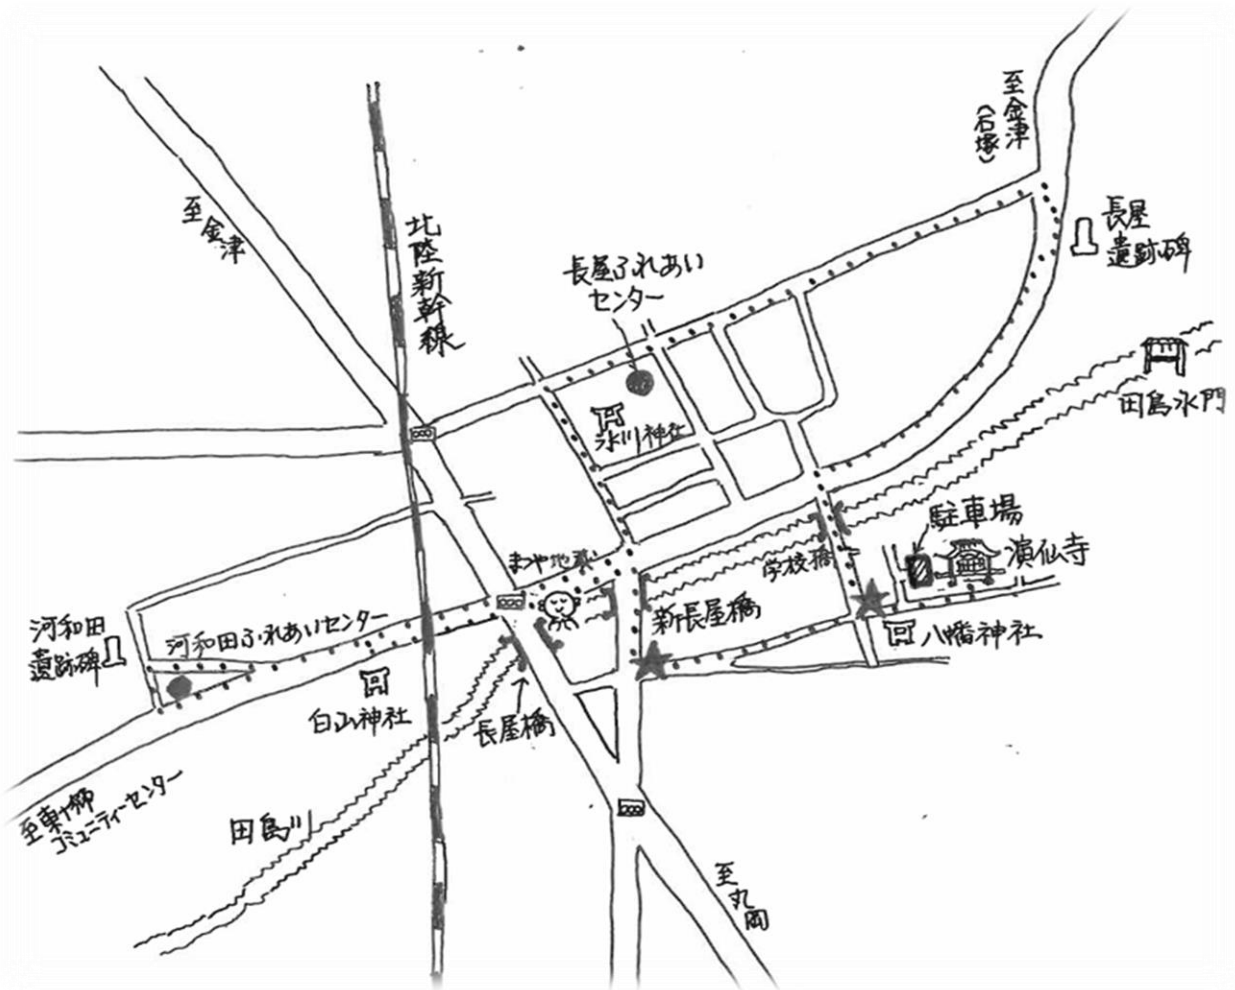 至金津
(石塚)
至金津
北陸新幹線
長屋
遺跡碑
長屋ふれあい
センター
田島水門
氷川神社
駐車場
演仙寺
まつや地蔵
学校橋
新長屋橋
八幡神社
河和田
遺跡碑
河和田ふれあいセンター
白山神社
長屋橋
至東十郷
コミュニティーセンター
田島川
至丸岡